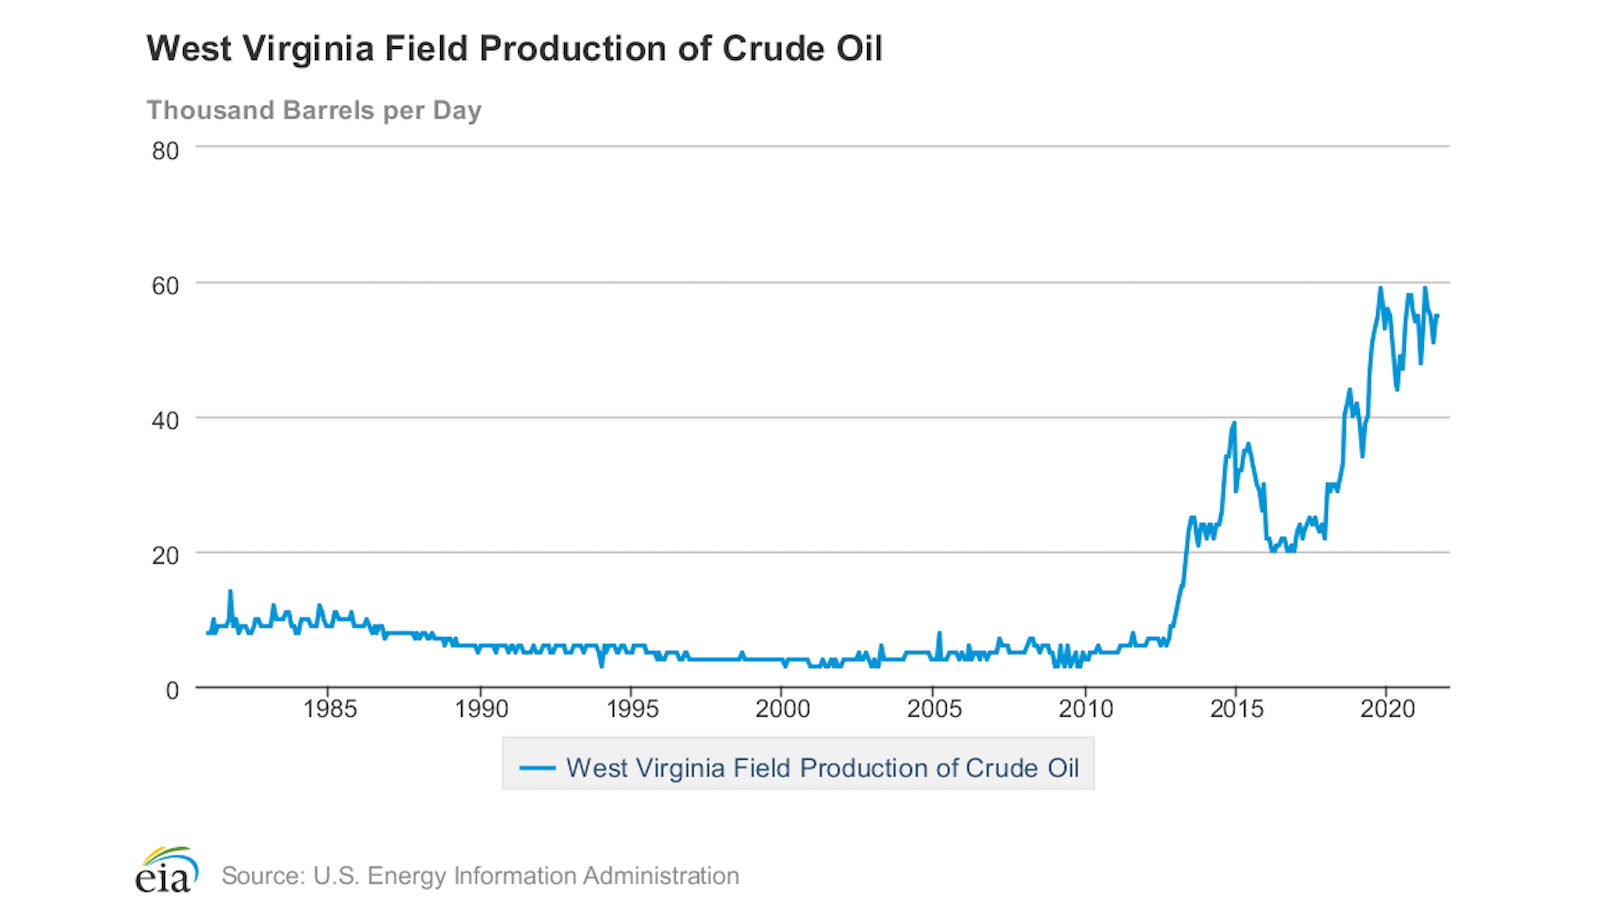 West Virginia Field Production of Crude Oil
Thousand Barrels per Day
80
60
40
20
0
1985 1990 1995 2000 2005 2010 2015 2020
West Virginia Field Production of Crude Oil
eia Source: U.S. Energy Information Administration